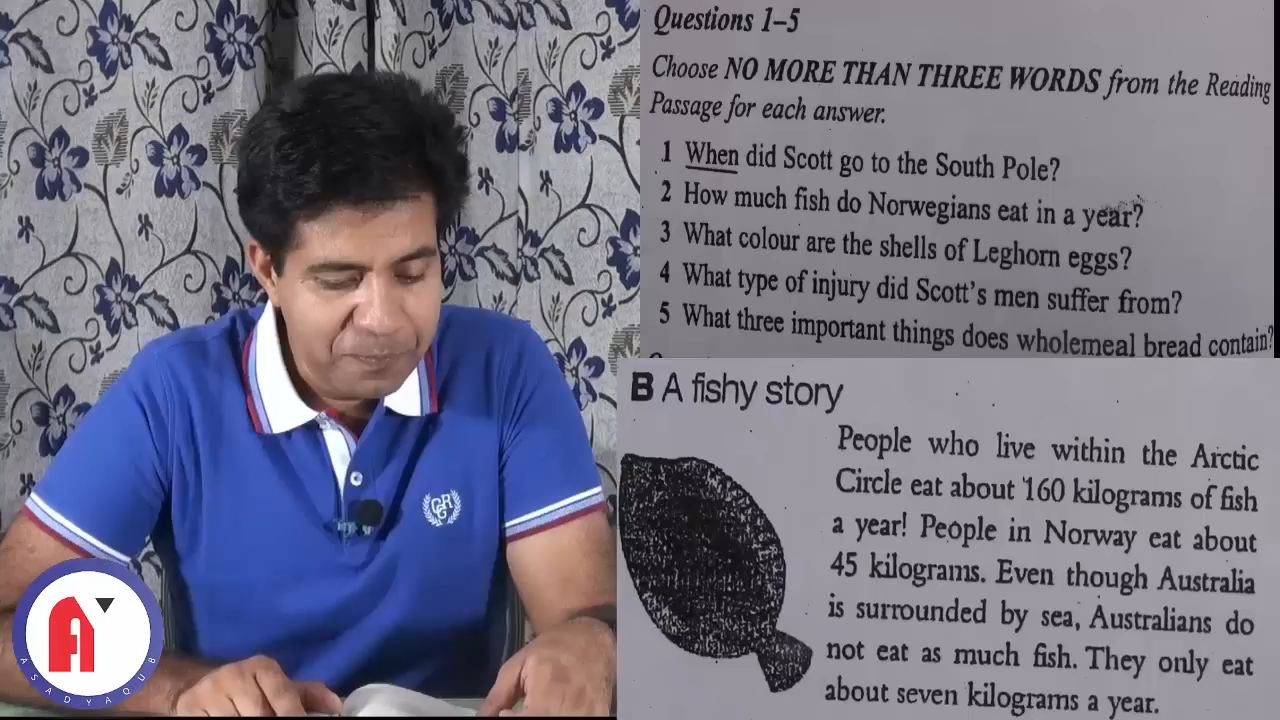 Questions 1–5
Choose NO MORE THAN THREE WORDS from the Reading
Passage for each answer.
1 When did Scott go to the South Pole?
2 How much fish do Norwegians eat in a year?
3 What colour are the shells of Leghorn eggs?
4 What type of injury did Scott's men suffer from?
5 What three important things does wholemeal bread contain?
B A fishy story
People who live within the Arctic
Circle eat about 160 kilograms of fish
a year! People in Norway eat about
45 kilograms. Even though Australia
is surrounded by sea, Australians do
not eat as much fish. They only eat
about seven kilograms a year.
AY
ASADYAQUB